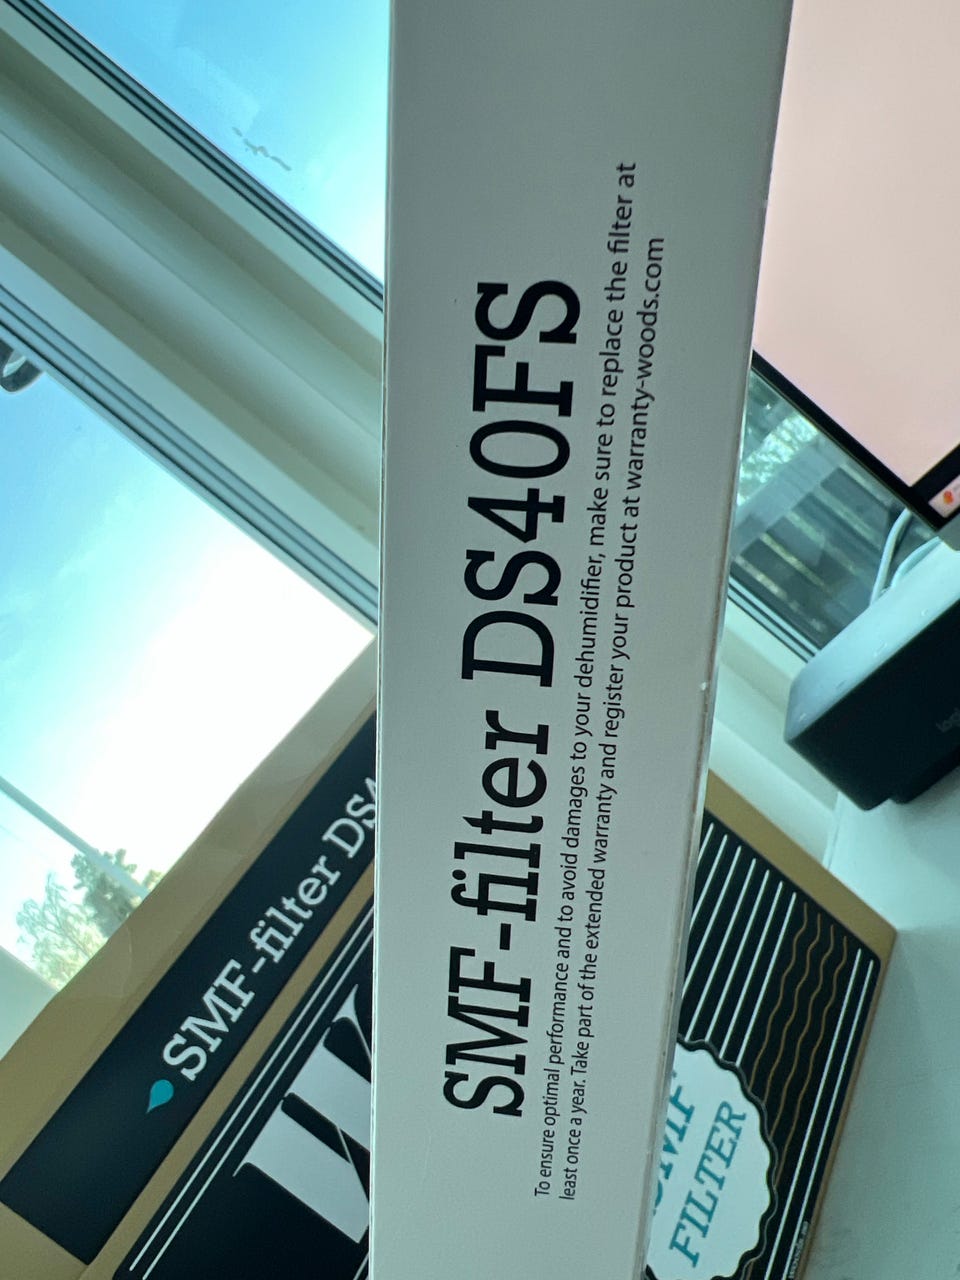 SMF-filter DS40FS
To ensure optimal performance and to avoid damages to your dehumidifier, make sure to replace the filter at
least once a year. Take part of the extended warranty and register your product at warranty-woods.com
SMF-filter DS4
W
FILTER